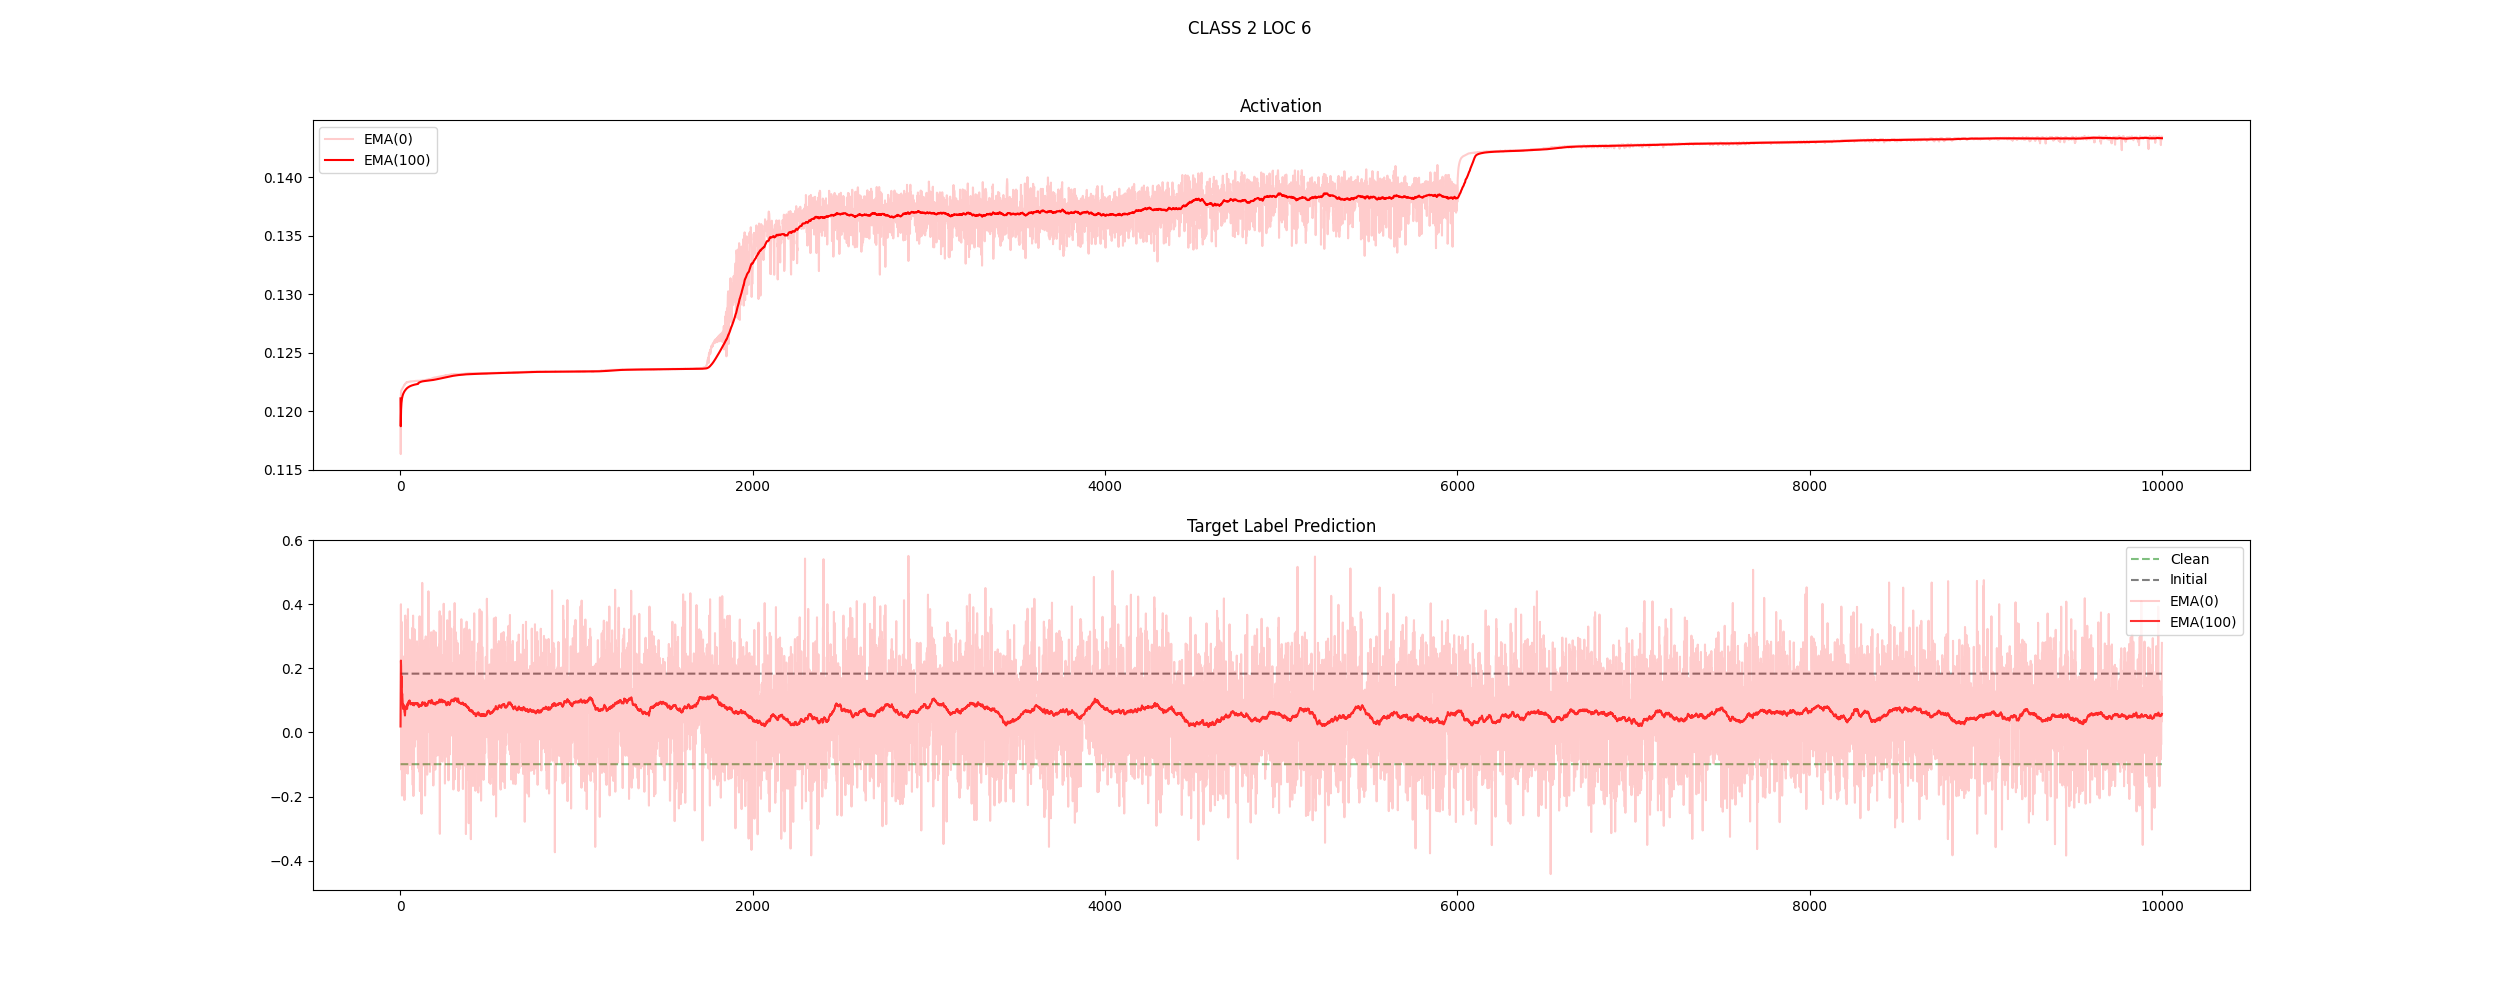 CLASS 2 LOC 6
Activation
EMA(0)
EMA(100)
0.140
0.135
0.130
0.125
0.120
0.115
0 2000 4000 6000 8000 10000
Target Label Prediction
Clean
Initial
EMA(0)
EMA(100)
0.6
0.4
0.2
0.0
−0.2
−0.4
0 2000 4000 6000 8000 10000